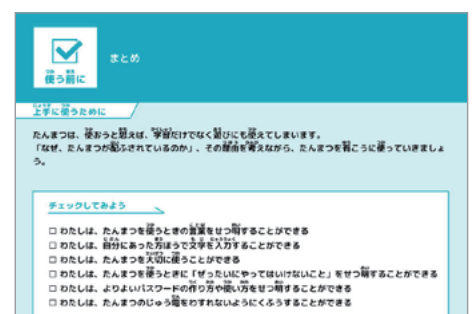 まとめ
使う前に
上手に使うために
たんまつは、使おうと思えば、学習だけでなく遊びにも使えてしまいます。
「なぜ、たんまつが配ふされているのか」、その理由を考えながら、たんまつを有こうに使っていきましょ
う。
チェックしてみよう
□ わたしは、たんまつを使うときの言葉をせつ明することができる
□ わたしは、自分にあった方ほうで文字を入力することができる
□ わたしは、たんまつを大切に使うことができる
□ わたしは、たんまつを使うときに「ぜったいにやってはいけないこと」をせつ明することができる
□ わたしは、よりよいパスワードの作り方や使い方をせつ明することができる
□ わたしは、たんまつのじゅう電をわすれないようにくふうすることができる